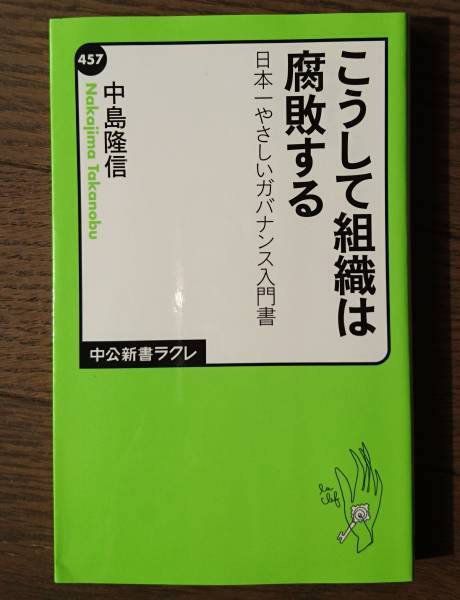 こうして組織は
腐敗する
日本一やさしいガバナンス入門書
457
中島隆信
Nakajima Takanobu
中公新書ラクレ
la
clef